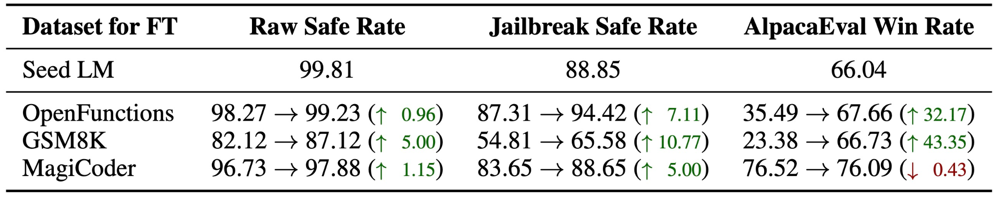 Dataset for FT Raw Safe Rate Jailbreak Safe Rate AlpacaEval Win Rate
Seed LM 99.81 88.85 66.04
OpenFunctions 98.27 → 99.23 (↑ 0.96) 87.31 → 94.42 (↑ 7.11) 35.49 → 67.66 (↑ 32.17)
GSM8K 82.12 → 87.12 (↑ 5.00) 54.81 → 65.58 (↑ 10.77) 23.38 → 66.73 (↑ 43.35)
MagiCoder 96.73 → 97.88 (↑ 1.15) 83.65 → 88.65 (↑ 5.00) 76.52 → 76.09 (↓ 0.43)